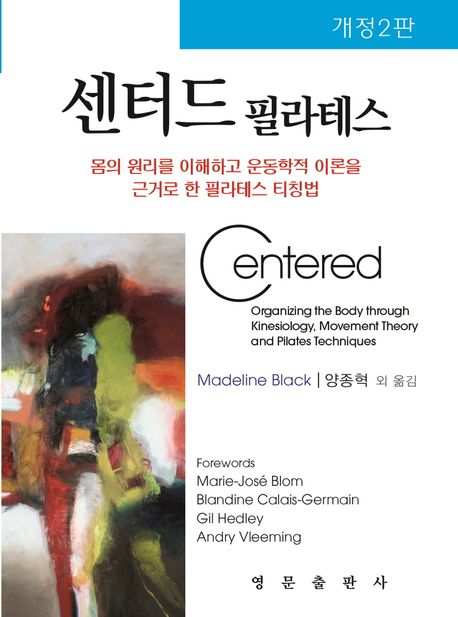 개정2판
센터드 필라테스
몸의 원리를 이해하고 운동학적 이론을
근거로 한 필라테스 티칭법
Centered
Organizing the Body through
Kinesiology, Movement Theory
and Pilates Techniques
Madeline Black | 양종혁 외 옮김
Forewords
Marie-José Blom
Blandine Calais-Germain
Gil Hedley
Andry Vleeming
영문출판사